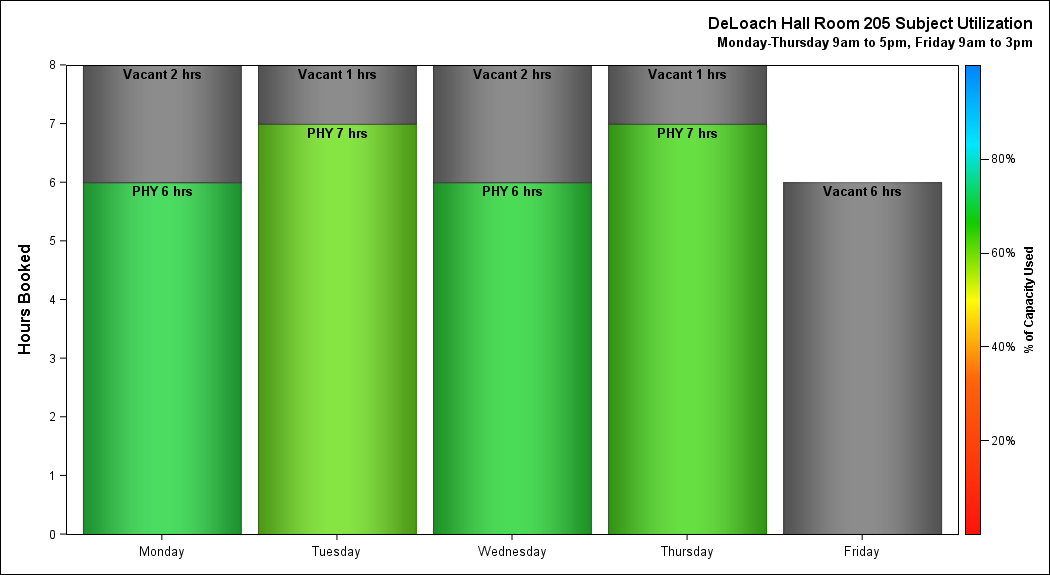 DeLoach Hall Room 205 Subject Utilization
Monday-Thursday 9am to 5pm, Friday 9am to 3pm
Hours Booked
8
7
6
5
4
3
2
1
0
Vacant 2 hrs
PHY 6 hrs
Vacant 1 hrs
PHY 7 hrs
Vacant 2 hrs
PHY 6 hrs
Vacant 1 hrs
PHY 7 hrs
Vacant 6 hrs
Monday
Tuesday
Wednesday
Thursday
Friday
80%
60%
40%
20%
% of Capacity Used